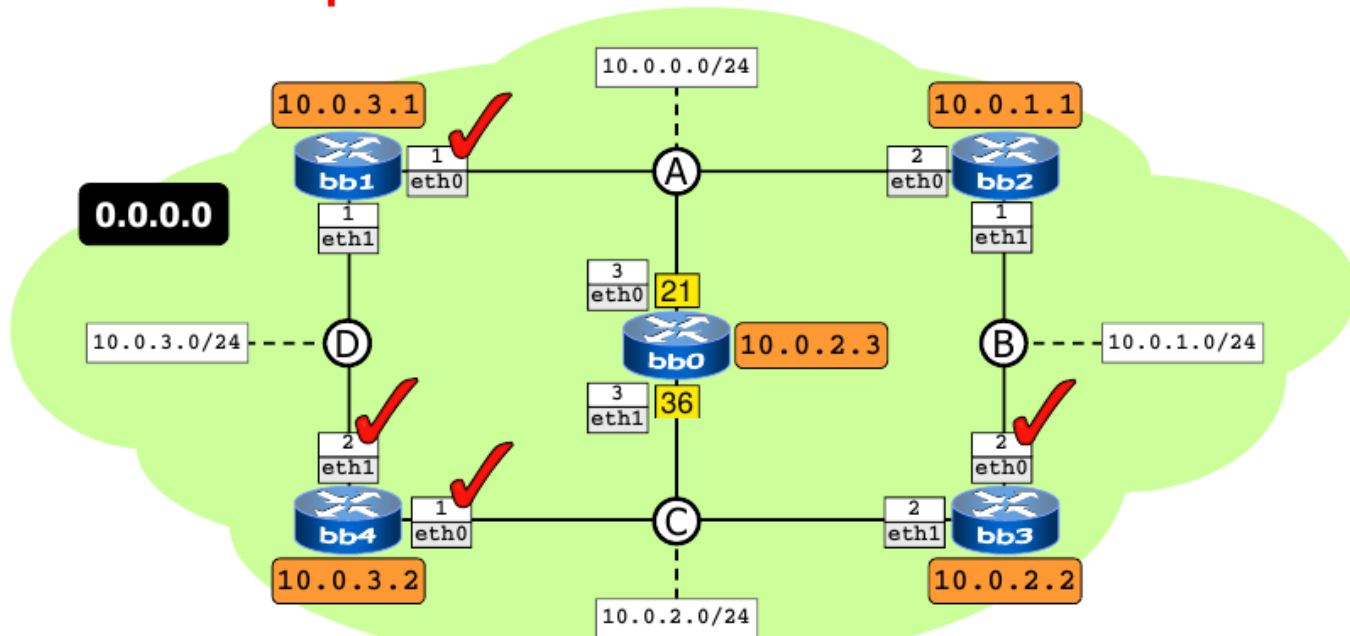 10.0.0.0/24
10.0.3.1
10.0.1.1
1
eth0
A
2
eth0
bb1
bb2
0.0.0.0
1
eth1
1
eth1
3
eth0
21
10.0.3.0/24
D
bb0
10.0.2.3
B
10.0.1.0/24
3
eth1
36
2
eth1
2
eth0
bb4
1
eth0
C
2
eth1
bb3
10.0.3.2
10.0.2.2
10.0.2.0/24